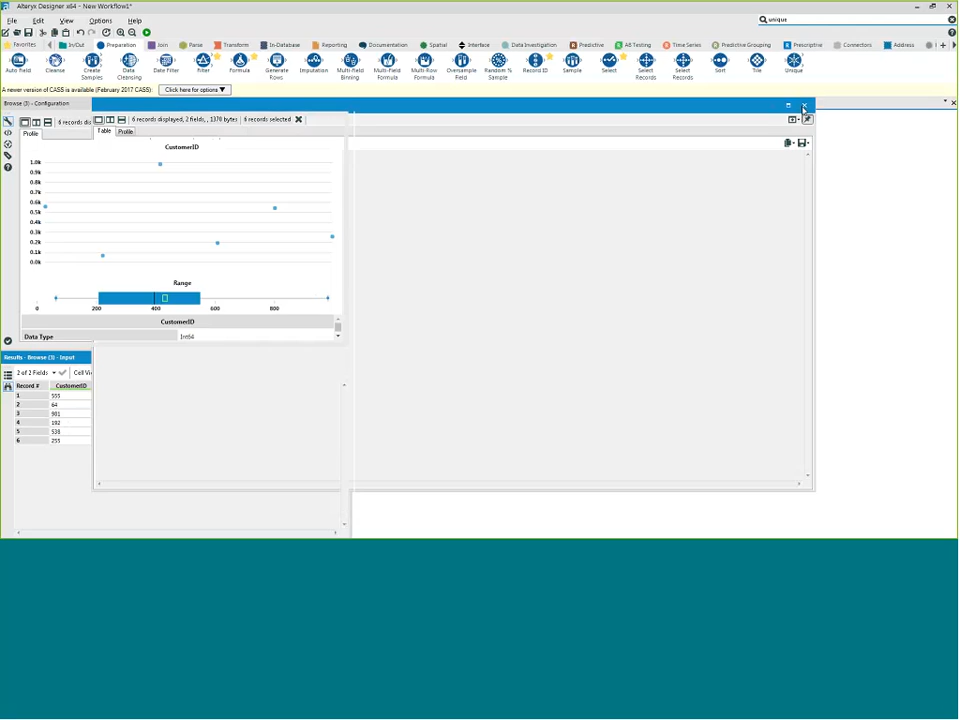 Alteryx Designer x64 - New Workflow1*
File Edit View Options Help
unique
Favorites In/Out Preparation Join Parse Transform In-Database Reporting Documentation Spatial Interface Data Investigation Predictive AB Testing Time Series Predictive Grouping Prescriptive Connectors Address
Auto Field Cleanse Create Samples Data Cleansing Date Filter Filter Formula Generate Rows Imputation Multi-Field Binning Multi-Field Formula Multi-Row Formula Oversample Field Random % Sample Record ID Sample Select Select Records Select Records Sort Tile Unique
A newer version of CASS is available (February 2017 CASS): Click here for options ▼
Browse (3) - Configuration
6 records dis
6 records displayed, 2 fields, , 1370 bytes 6 records selected
Profile
Table Profile
CustomerID
1.0k
0.9k
0.8k
0.7k
0.6k
0.5k
0.4k
0.3k
0.2k
0.1k
0.0k
Range
0 200 400 600 800
CustomerID
Data Type Int64
Results - Browse (3) - Input
2 of 2 Fields Cell Vi
Record # CustomerID
1 555
2 64
3 981
4 192
5 538
6 255